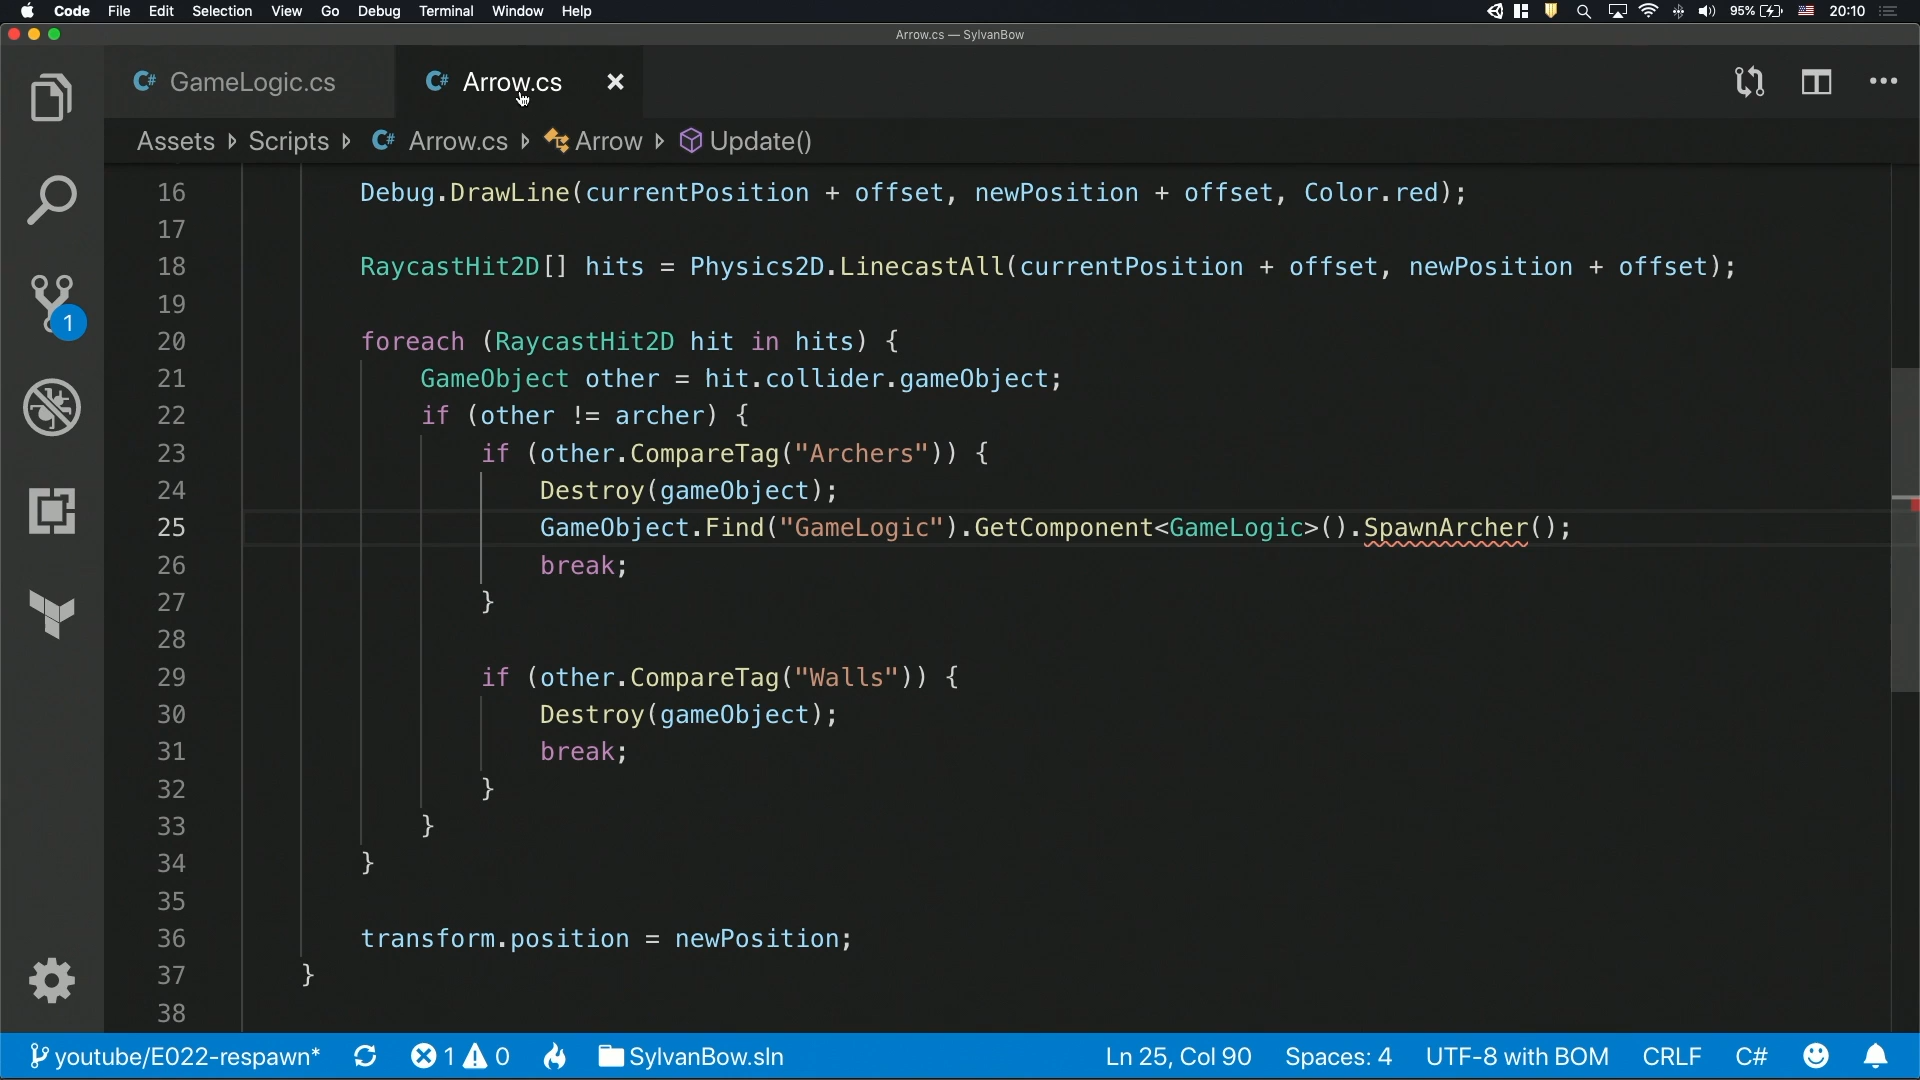 Code File Edit Selection View Go Debug Terminal Window Help 95% 20:10
Arrow.cs — SylvanBow
C# GameLogic.cs C# Arrow.cs
Assets Scripts C# Arrow.cs Arrow Update()
16 Debug.DrawLine(currentPosition + offset, newPosition + offset, Color.red);
17
18 RaycastHit2D[] hits = Physics2D.LinecastAll(currentPosition + offset, newPosition + offset);
19
20 foreach (RaycastHit2D hit in hits) {
21 GameObject other = hit.collider.gameObject;
22 if (other != archer) {
23 if (other.CompareTag("Archers")) {
24 Destroy(gameObject);
25 GameObject.Find("GameLogic").GetComponent<GameLogic>().SpawnArcher();
26 break;
27 }
28
29 if (other.CompareTag("Walls")) {
30 Destroy(gameObject);
31 break;
32 }
33 }
34 }
35
36 transform.position = newPosition;
37 }
38
1
youtube/E022-respawn* 1 0 SylvanBow.sln Ln 25, Col 90 Spaces: 4 UTF-8 with BOM CRLF C#